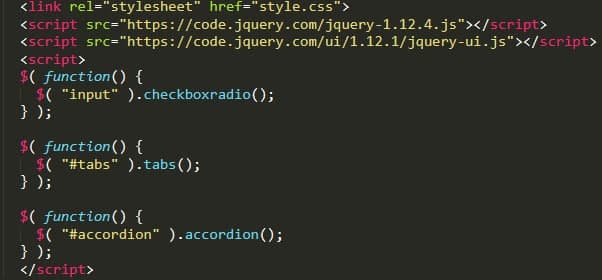 <link rel="stylesheet" href="style.css">
<script src="https://code.jquery.com/jquery-1.12.4.js"></script>
<script src="https://code.jquery.com/ui/1.12.1/jquery-ui.js"></script>
<script>
$( function() {
  $( "input" ).checkboxradio();
} );

$( function() {
  $( "#tabs" ).tabs();
} );

$( function() {
  $( "#accordion" ).accordion();
} );
</script>